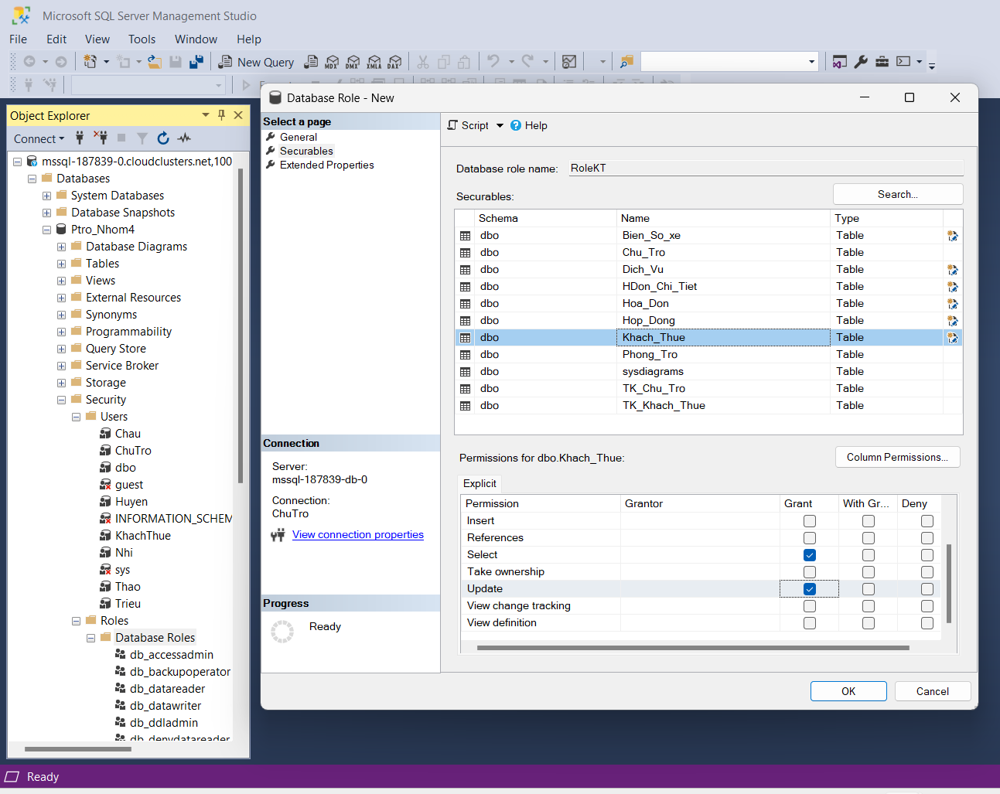 Microsoft SQL Server Management Studio
File Edit View Tools Window Help
New Query MDX DMX XMLA DAX
Object Explorer
Connect
mssql-187839-0.cloudclusters.net,100
Databases
System Databases
Database Snapshots
Ptro_Nhom4
Database Diagrams
Tables
Views
External Resources
Synonyms
Programmability
Query Store
Service Broker
Storage
Security
Users
Chau
ChuTro
dbo
guest
Huyen
INFORMATION_SCHEM
KhachThue
Nhi
sys
Thao
Trieu
Roles
Database Roles
db_accessadmin
db_backupoperator
db_datareader
db_datawriter
db_ddladmin
db_denydatareader
Database Role - New
Select a page
General
Securables
Extended Properties
Connection
Server:
mssql-187839-db-0
Connection:
ChuTro
View connection properties
Progress
Ready
Script Help
Database role name: RoleKT
Securables: Search...
Schema Name Type
dbo Bien_So_xe Table
dbo Chu_Tro Table
dbo Dich_Vu Table
dbo HDon_Chi_Tiet Table
dbo Hoa_Don Table
dbo Hop_Dong Table
dbo Khach_Thue Table
dbo Phong_Tro Table
dbo sysdiagrams Table
dbo TK_Chu_Tro Table
dbo TK_Khach_Thue Table
Permissions for dbo.Khach_Thue: Column Permissions...
Explicit
Permission Grantor Grant With Gr... Deny
Insert
References
Select
Take ownership
Update
View change tracking
View definition
OK Cancel
Ready